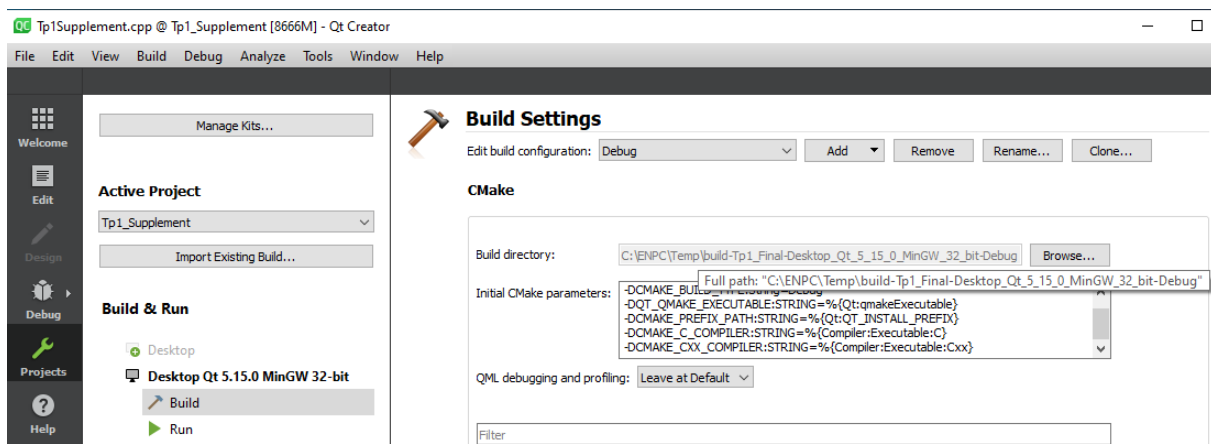 QC Tp1Supplement.cpp @ Tp1_Supplement [8666M] - Qt Creator
File Edit View Build Debug Analyze Tools Window Help
Welcome
Edit
Design
Debug
Projects
Help
Manage Kits...
Active Project
Tp1_Supplement
Import Existing Build...
Build & Run
Desktop
Desktop Qt 5.15.0 MinGW 32-bit
Build
Run
Build Settings
Edit build configuration: Debug Add Remove Rename... Clone...
CMake
Build directory: C:\ENPC\Temp\build-Tp1_Final-Desktop_Qt_5_15_0_MinGW_32_bit-Debug Browse...
Full path: "C:\ENPC\Temp\build-Tp1_Final-Desktop_Qt_5_15_0_MinGW_32_bit-Debug"
Initial CMake parameters:
-DCMAKE_BUILD_TYPE:String=Debug
-DQT_QMAKE_EXECUTABLE:STRING=%{Qt:qmakeExecutable}
-DCMAKE_PREFIX_PATH:STRING=%{Qt:QT_INSTALL_PREFIX}
-DCMAKE_C_COMPILER:STRING=%{Compiler:Executable:C}
-DCMAKE_CXX_COMPILER:STRING=%{Compiler:Executable:Cxx}
QML debugging and profiling: Leave at Default
Filter